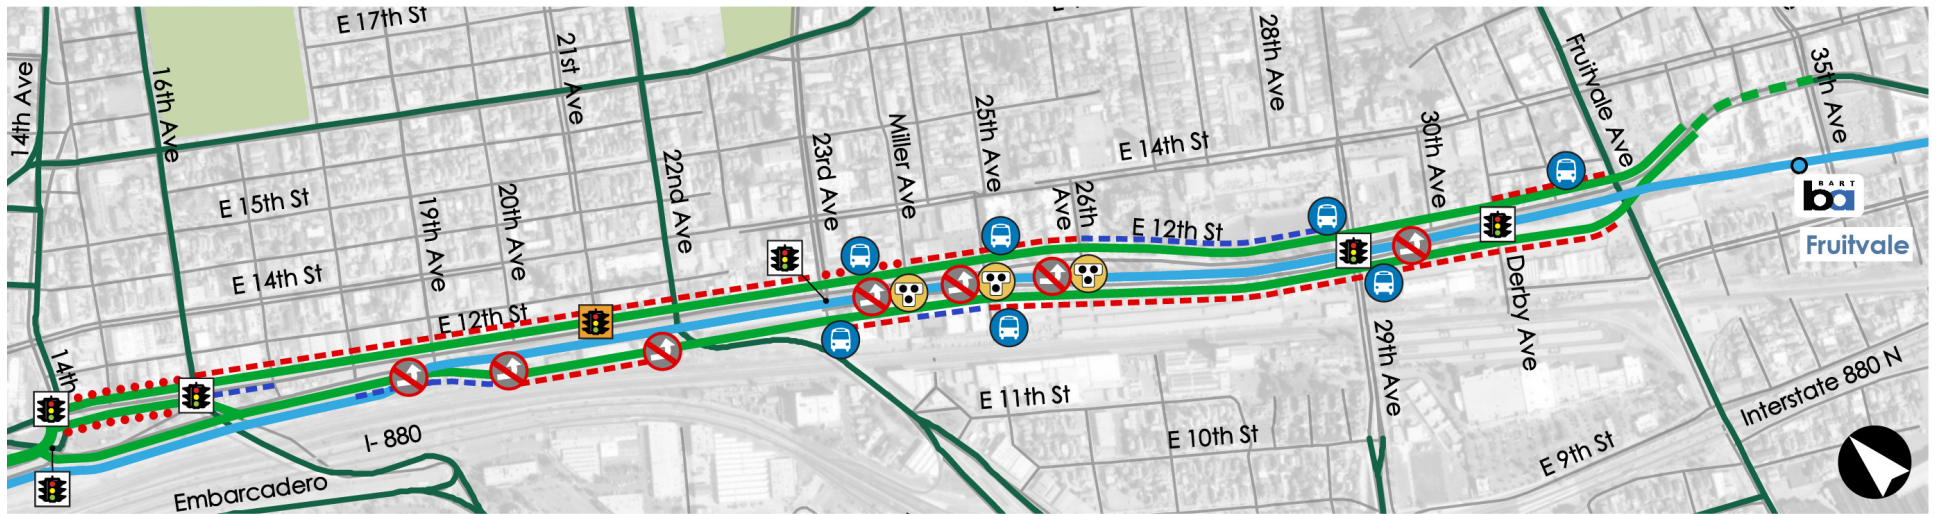 E 17th St
14th Ave
16th Ave
21st Ave
28th Ave
Fruitvale Ave
35th Ave
22nd Ave
23rd Ave
Miller Ave
25th Ave
26th
Ave
E 14th St
30th Ave
BART
ba
Fruitvale
E 15th St
19th Ave
20th Ave
E 14th St
E 12th St
E 12th St
14th
Derby Ave
29th Ave
E 11th St
E 10th St
E 9th St
Interstate 880 N
I- 880
Embarcadero